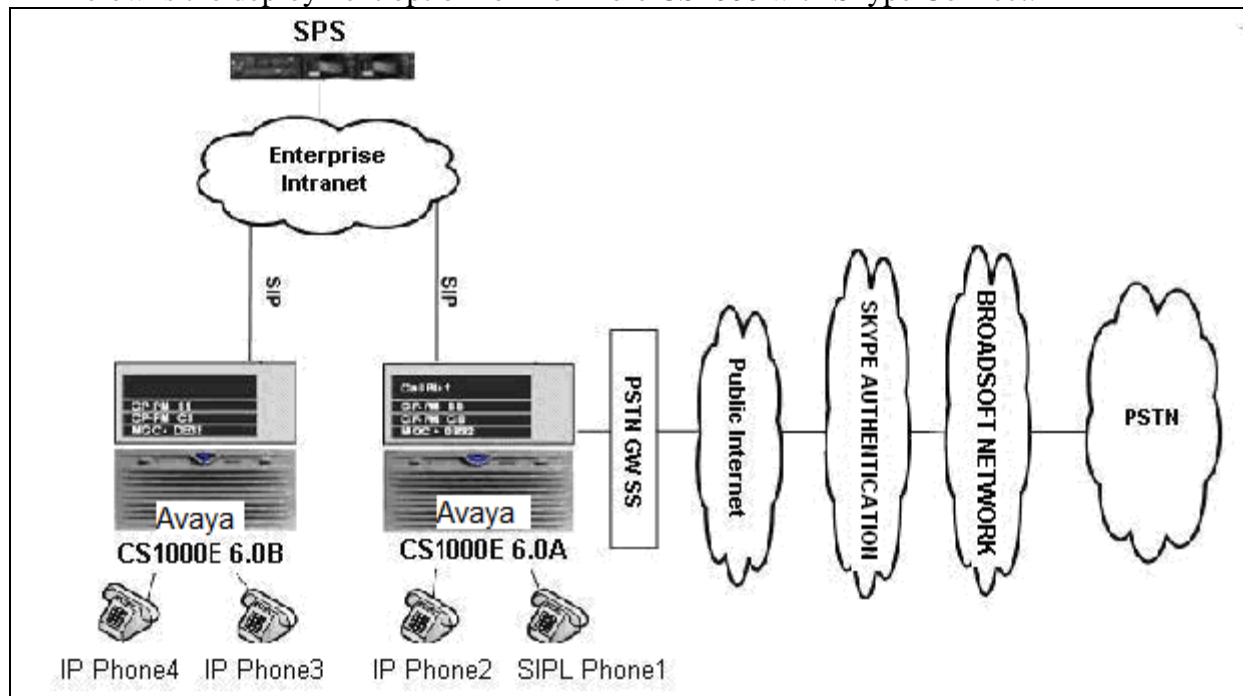 SPS
Enterprise
Intranet
SIP
SIP
Avaya
CS1000E 6.0B
Avaya
CS1000E 6.0A
PSTN GW SS
Public Internet
SKYPE AUTHENTICATION
BROADSOFT NETWORK
PSTN
IP Phone4
IP Phone3
IP Phone2
SIPL Phone1